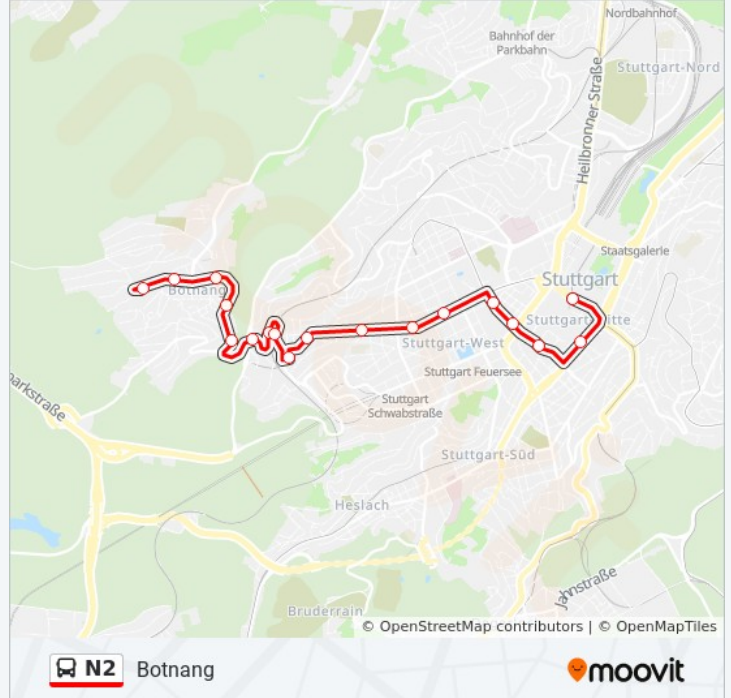 Nordbahnhof
Bahnhof der
Parkbahn
Stuttgart-Nord
Heilbronner Straße
Staatsgalerie
Stuttgart
Botnang
Stuttgart-Mitte
Stuttgart-West
Stuttgart Feuersee
parkstraße
Stuttgart
Schwabstraße
Stuttgart-Süd
Heslach
Jahnstraße
Bruderrain
© OpenStreetMap contributors | © OpenMapTiles
N2 Botnang
moovit